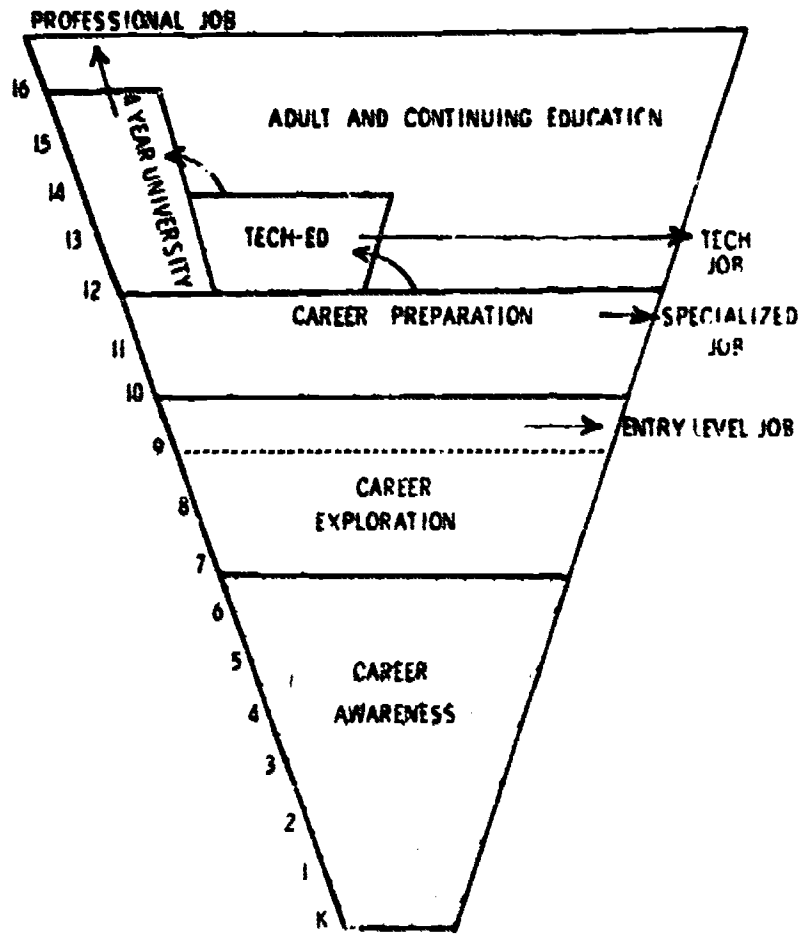 PROFESSIONAL JOB
16
ADULT AND CONTINUING EDUCATION
4 YEAR UNIVERSITY
15
14
13
TECH-ED
TECH
JOB
12
CAREER PREPARATION
SPECIALIZED
JOB
11
10
ENTRY LEVEL JOB
9
CAREER
EXPLORATION
8
7
6
5
CAREER
AWARENESS
4
3
2
1
K